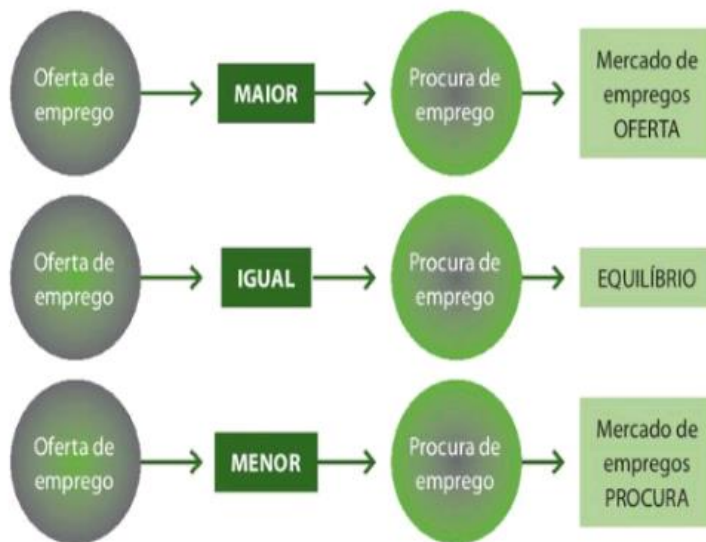 Oferta de
emprego
MAIOR
Procura de
emprego
Mercado de
empregos
OFERTA
Oferta de
emprego
IGUAL
Procura de
emprego
EQUILÍBRIO
Oferta de
emprego
MENOR
Procura de
emprego
Mercado de
empregos
PROCURA